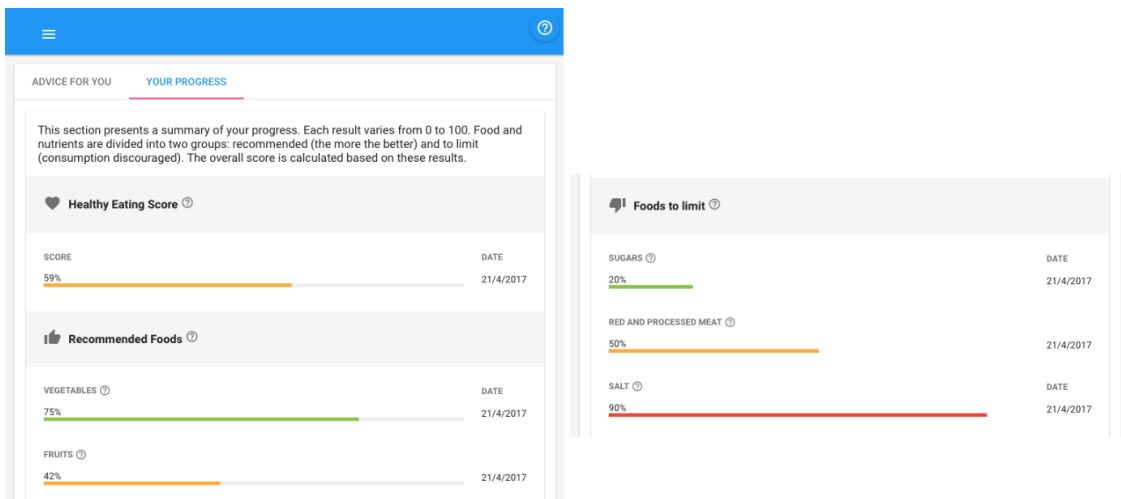 ADVICE FOR YOU
YOUR PROGRESS
This section presents a summary of your progress. Each result varies from 0 to 100. Food and
nutrients are divided into two groups: recommended (the more the better) and to limit
(consumption discouraged). The overall score is calculated based on these results.
Healthy Eating Score ?
SCORE DATE
59% 21/4/2017
Recommended Foods ?
VEGETABLES ? DATE
75% 21/4/2017
FRUITS ?
42% 21/4/2017
Foods to limit ?
SUGARS ? DATE
20% 21/4/2017
RED AND PROCESSED MEAT ?
50% 21/4/2017
SALT ? DATE
90% 21/4/2017